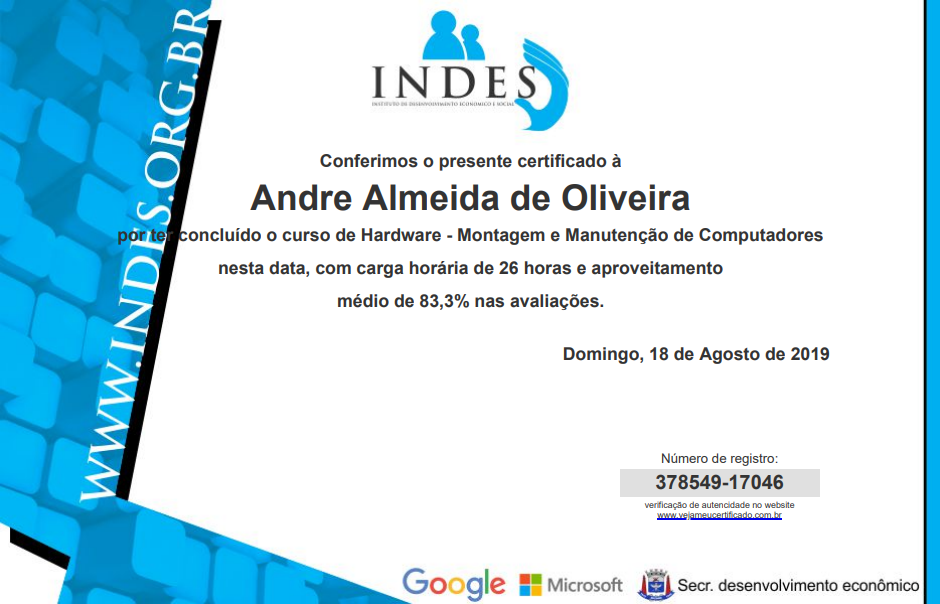 WWW.INDES.ORG.BR
INDES
INSTITUTO DE DESENVOLVIMENTO ECONOMICO E SOCIAL
Conferimos o presente certificado à
Andre Almeida de Oliveira
por ter concluído o curso de Hardware - Montagem e Manutenção de Computadores
nesta data, com carga horária de 26 horas e aproveitamento
médio de 83,3% nas avaliações.
Domingo, 18 de Agosto de 2019
Número de registro:
378549-17046
verificação de autencidade no website
www.vejameucertificado.com.br
Google Microsoft Secr. desenvolvimento econômico